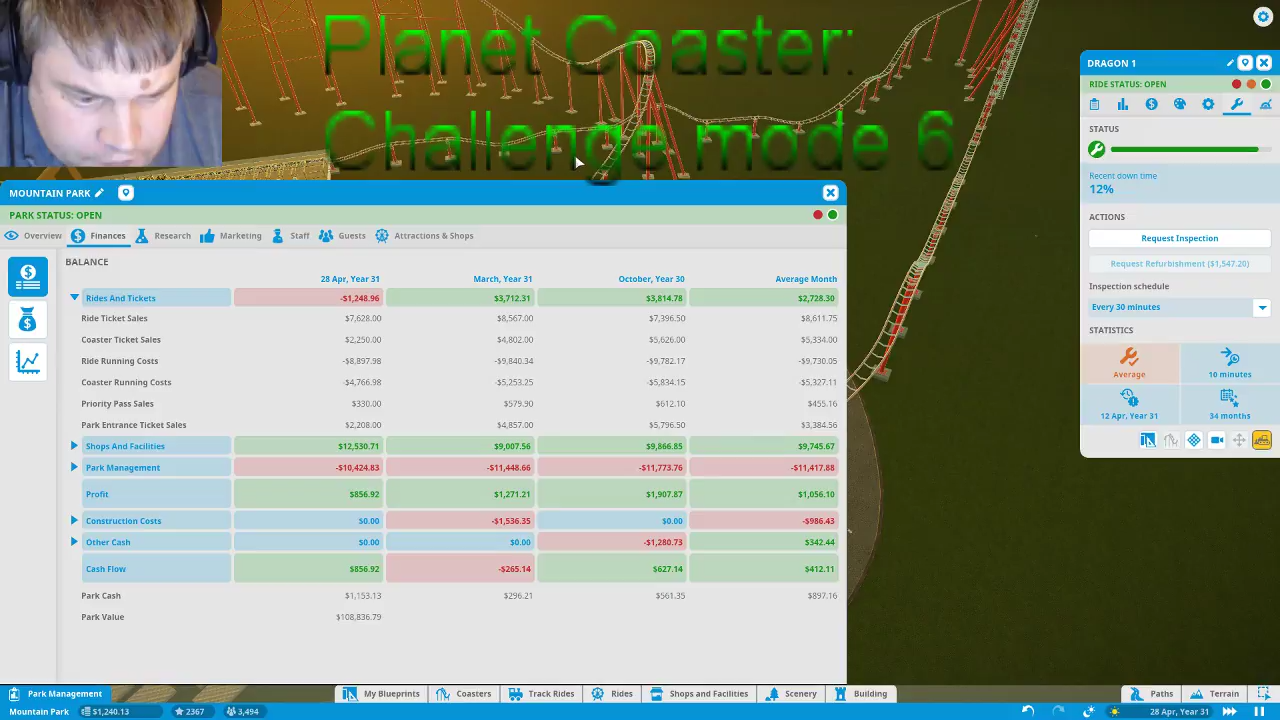 Planet Coaster:
Challenge mode 6
DRAGON 1
RIDE STATUS: OPEN
STATUS
Recent down time
12%
ACTIONS
Request Inspection
Request Refurbishment ($1,547.20)
Inspection schedule
Every 30 minutes
STATISTICS
Average 10 minutes
12 Apr, Year 31 34 months
MOUNTAIN PARK
PARK STATUS: OPEN
Overview Finances Research Marketing Staff Guests Attractions & Shops
BALANCE
28 Apr, Year 31 March, Year 31 October, Year 30 Average Month
Rides And Tickets -$1,248.96 $3,712.31 $3,814.78 $2,728.30
Ride Ticket Sales $7,628.00 $8,567.00 $7,396.50 $8,611.75
Coaster Ticket Sales $2,250.00 $4,802.00 $5,626.00 $5,334.00
Ride Running Costs -$8,897.98 -$9,840.34 -$9,782.17 -$9,730.05
Coaster Running Costs -$4,766.98 -$5,253.25 -$5,834.15 -$5,327.11
Priority Pass Sales $330.00 $579.90 $612.10 $455.16
Park Entrance Ticket Sales $2,208.00 $4,857.00 $5,796.50 $3,384.56
Shops And Facilities $12,530.71 $9,007.56 $9,866.85 $9,745.67
Park Management -$10,424.83 -$11,448.66 -$11,773.76 -$11,417.88
Profit $856.92 $1,271.21 $1,907.87 $1,056.10
Construction Costs $0.00 -$1,536.35 $0.00 -$986.43
Other Cash $0.00 $0.00 -$1,280.73 $342.44
Cash Flow $856.92 -$265.14 $627.14 $412.11
Park Cash $1,153.13 $296.21 $561.35 $897.16
Park Value $108,836.79
Park Management My Blueprints Coasters Track Rides Rides Shops and Facilities Scenery Building Paths Terrain
Mountain Park $1,240.13 2367 3,494 28 Apr, Year 31